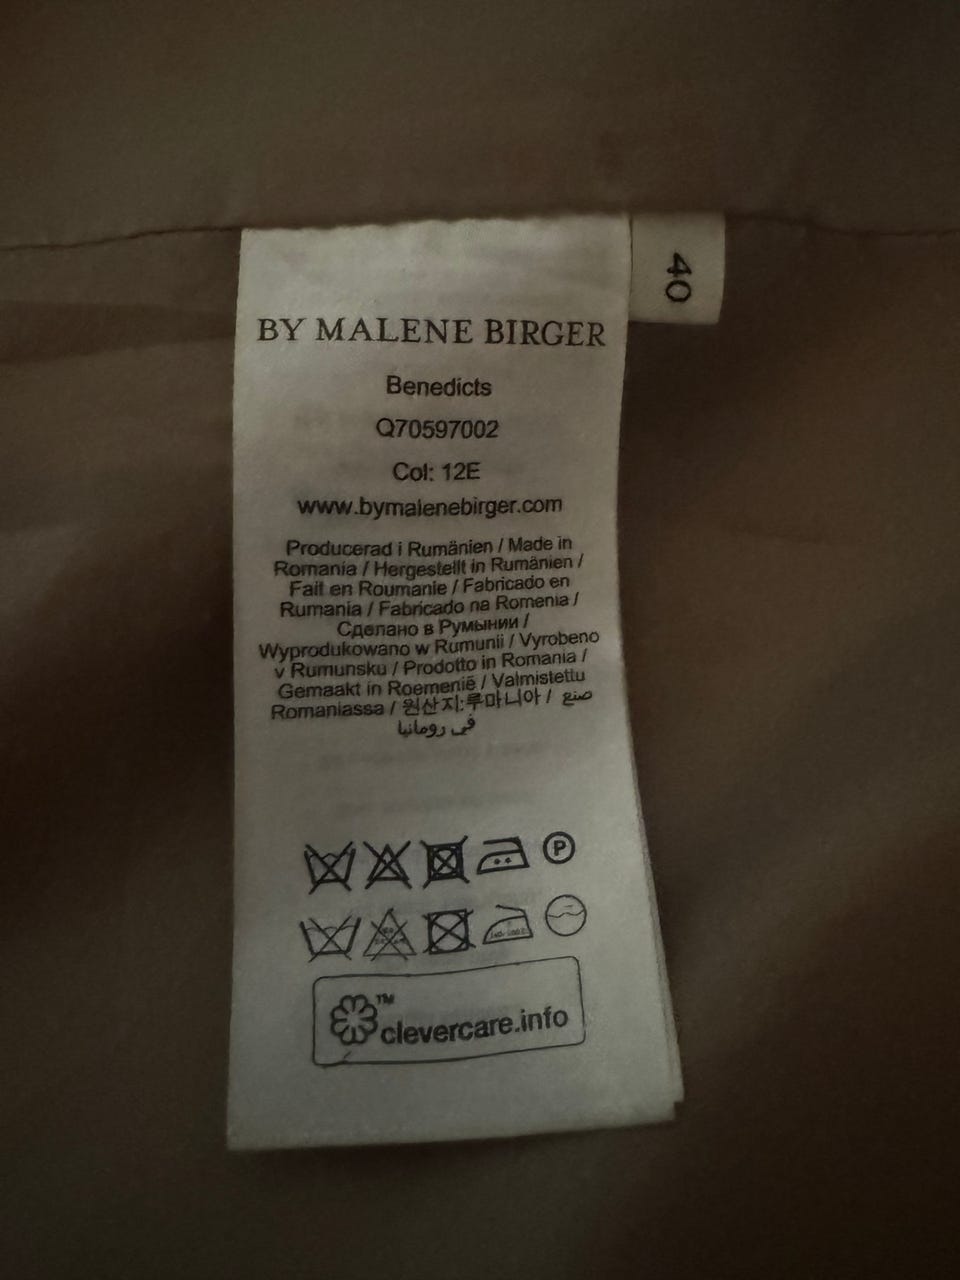 40
BY MALENE BIRGER
Benedicts
Q70597002
Col: 12E
www.bymalenebirger.com
Producerad i Rumänien / Made in
Romania / Hergestellt in Rumänien /
Fait en Roumanie / Fabricado en
Rumania / Fabricado na Romenia /
Сделано в Румынии /
Wyprodukowano w Rumunii / Vyrobeno
v Rumunsku / Prodotto in Romania /
Gemaakt in Roemenië / Valmistettu
Romaniassa / 원산지:루마니아 / صنع
في رومانيا
P
™
clevercare.info